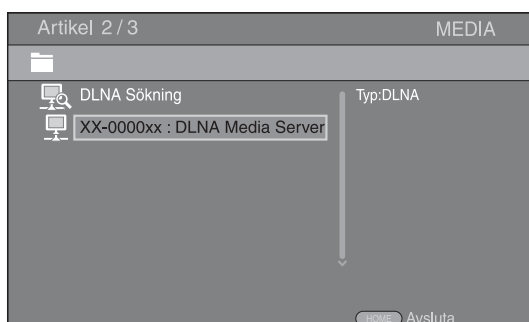 Artikel 2 / 3 MEDIA
DLNA Sökning Typ:DLNA
XX-0000xx : DLNA Media Server
HOME Avsluta